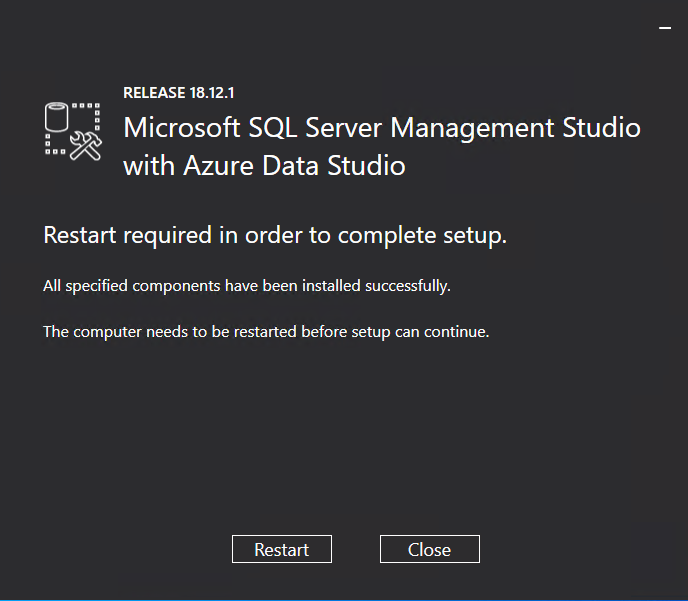 RELEASE 18.12.1
Microsoft SQL Server Management Studio
with Azure Data Studio
Restart required in order to complete setup.
All specified components have been installed successfully.
The computer needs to be restarted before setup can continue.
Restart
Close